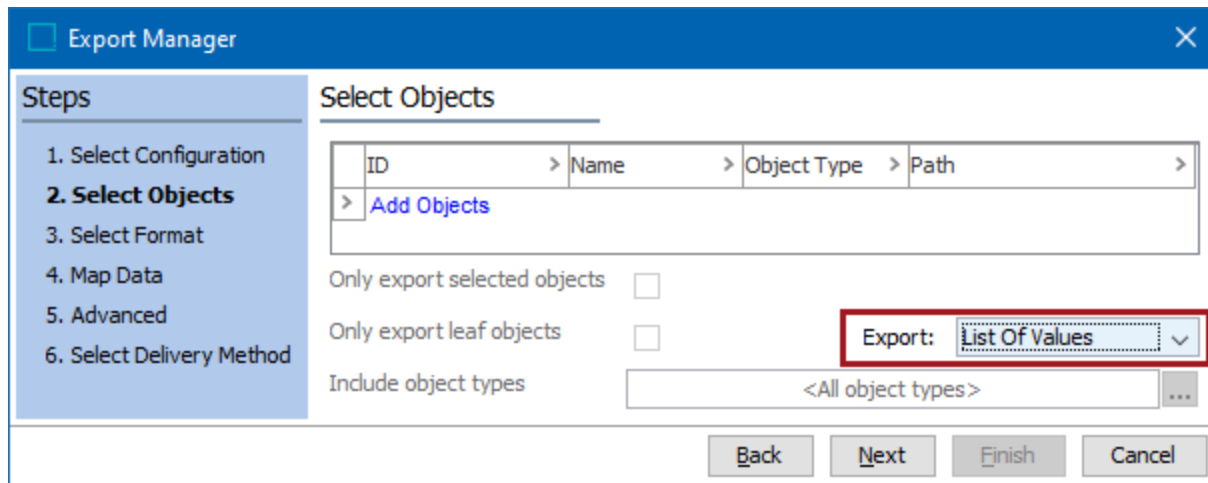 Export Manager
Steps
1. Select Configuration
2. Select Objects
3. Select Format
4. Map Data
5. Advanced
6. Select Delivery Method
Select Objects
ID > Name > Object Type > Path >
> Add Objects
Only export selected objects
Only export leaf objects
Export: List Of Values
Include object types <All object types> ...
Back Next Finish Cancel